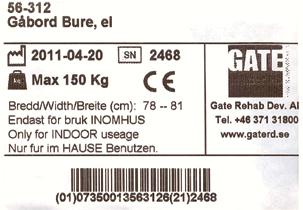 56-312
Gåbord Bure, el
2011-04-20 SN 2468
Max 150 Kg CE
GATE
Bredd/Width/Breite (cm): 78 -- 81
Endast för bruk INOMHUS
Only for INDOOR useage
Nur fur im HAUSE Benutzen.
Gate Rehab Dev. A
Tel. +46 371 31800
www.gaterd.se
(01)07350013563126(21)2468